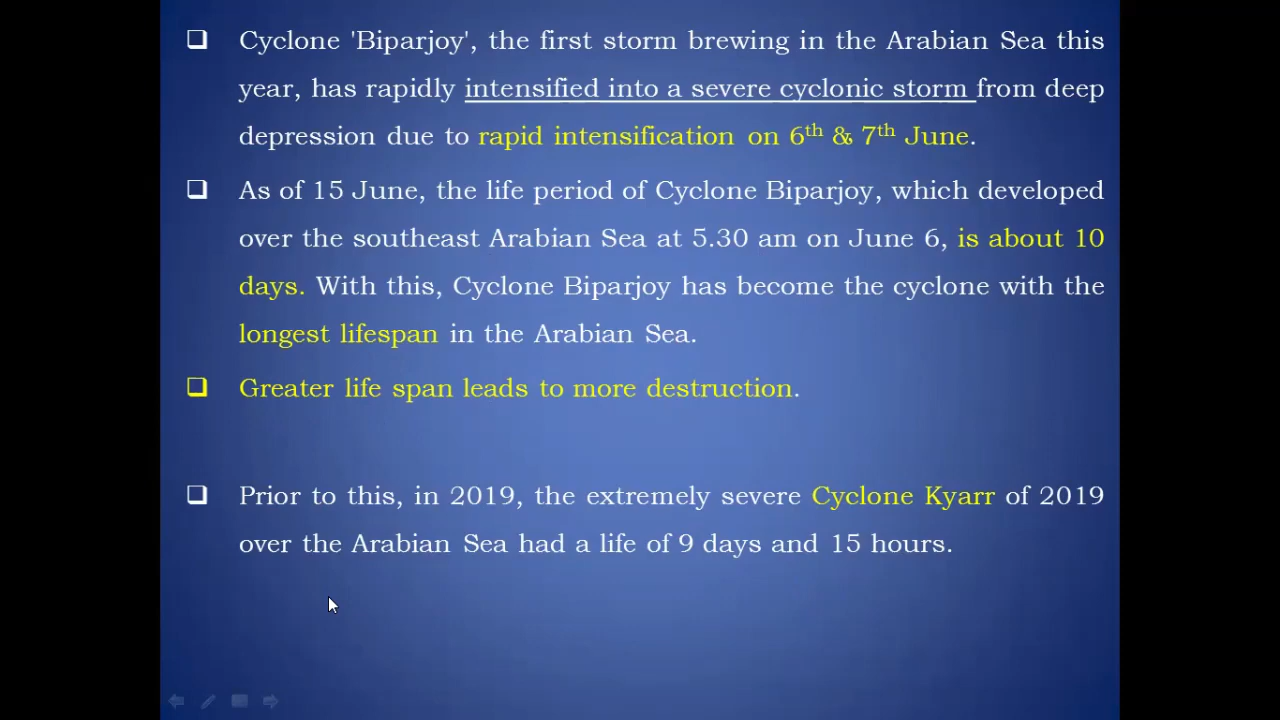 Cyclone 'Biparjoy', the first storm brewing in the Arabian Sea this
year, has rapidly intensified into a severe cyclonic storm from deep
depression due to rapid intensification on 6th & 7th June.
As of 15 June, the life period of Cyclone Biparjoy, which developed
over the southeast Arabian Sea at 5.30 am on June 6, is about 10
days. With this, Cyclone Biparjoy has become the cyclone with the
longest lifespan in the Arabian Sea.
Greater life span leads to more destruction.
Prior to this, in 2019, the extremely severe Cyclone Kyarr of 2019
over the Arabian Sea had a life of 9 days and 15 hours.